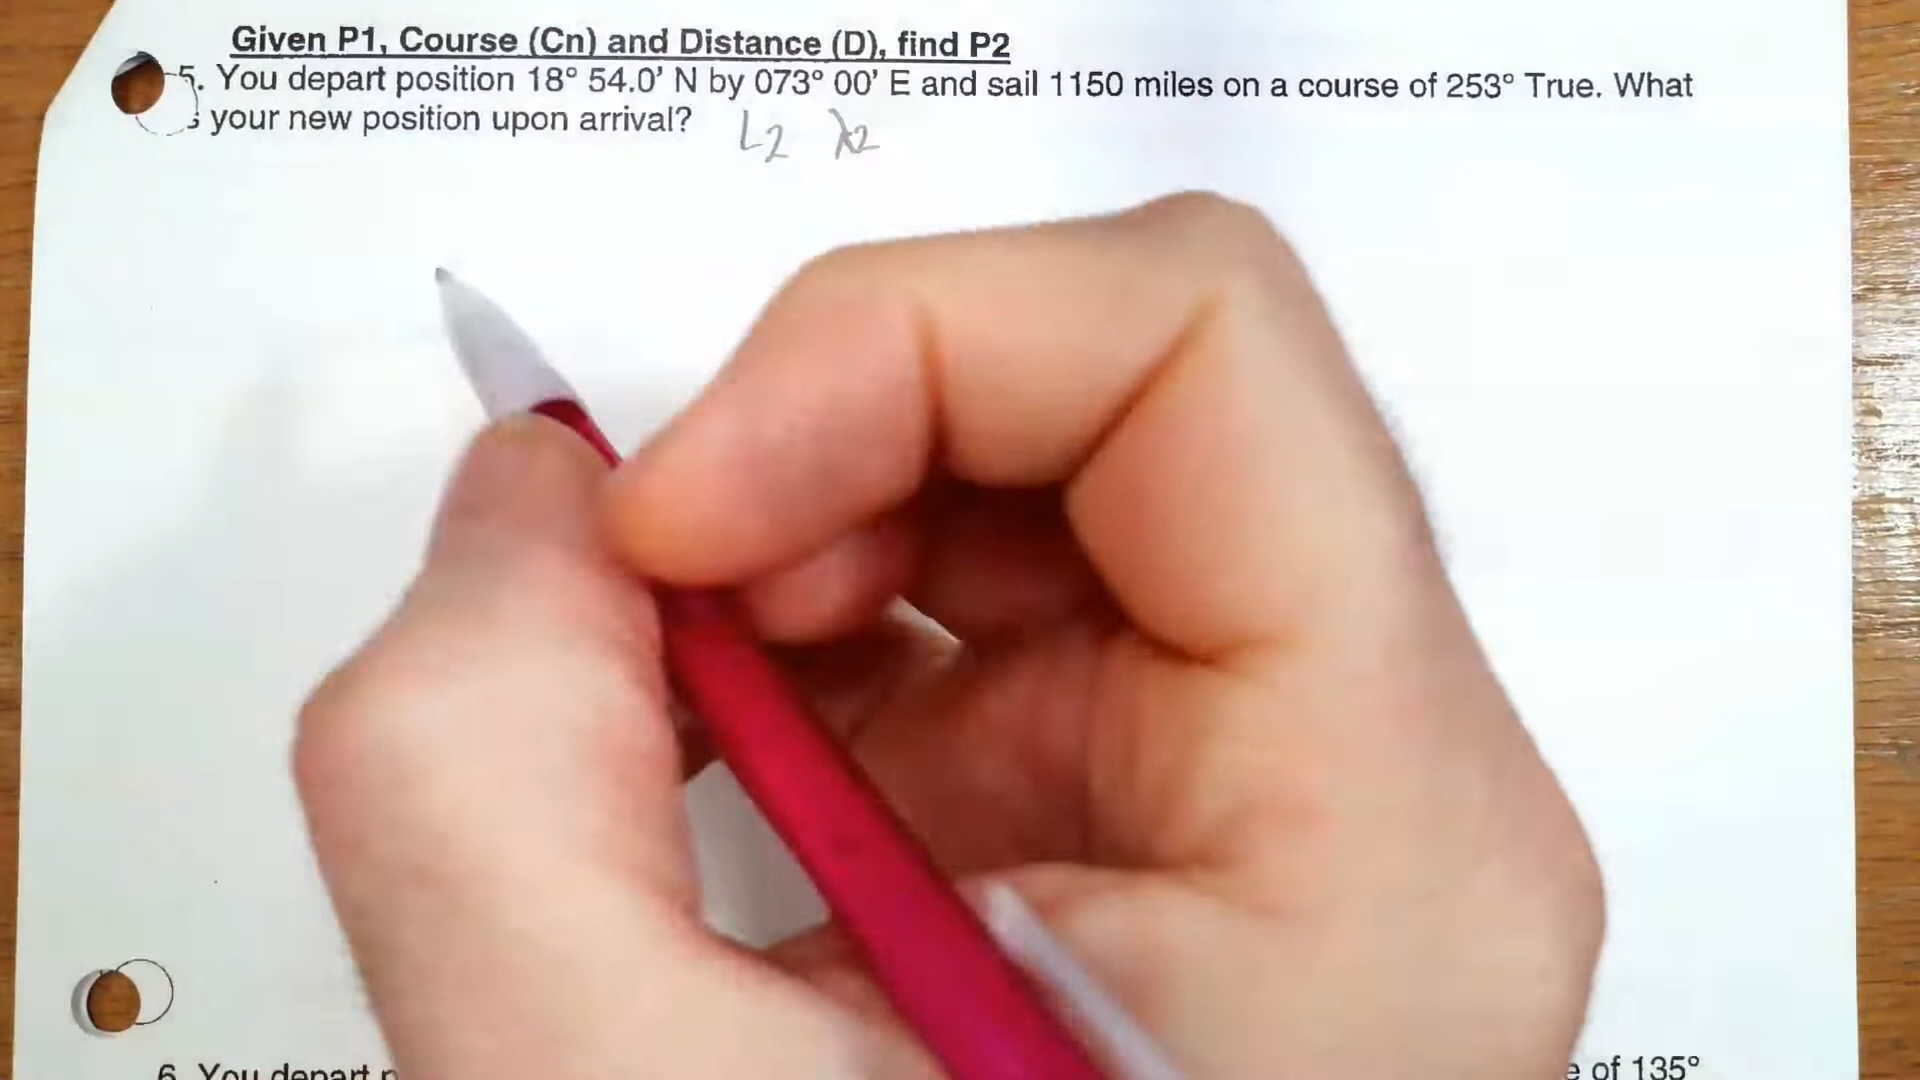 Given P1, Course (Cn) and Distance (D), find P2
5. You depart position 18° 54.0’ N by 073° 00’ E and sail 1150 miles on a course of 253° True. What
your new position upon arrival? L2 λ2
6. You depart
of 135°